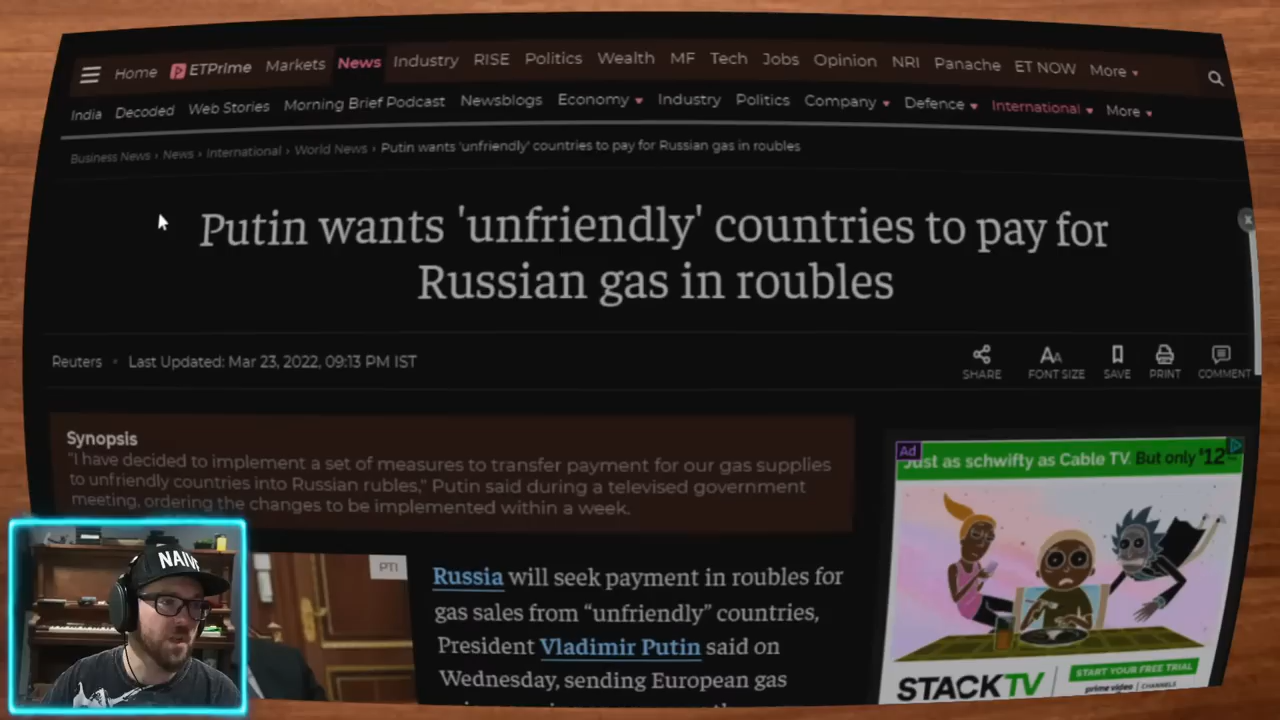 Home ETPrime Markets News Industry RISE Politics Wealth MF Tech Jobs Opinion NRI Panache ET NOW More
India Decoded Web Stories Morning Brief Podcast Newsblogs Economy Industry Politics Company Defence International More
Business News › News › International › World News › Putin wants 'unfriendly' countries to pay for Russian gas in roubles
Putin wants 'unfriendly' countries to pay for
Russian gas in roubles
Reuters • Last Updated: Mar 23, 2022, 09:13 PM IST
SHARE FONT SIZE SAVE PRINT COMMENT
Synopsis
"I have decided to implement a set of measures to transfer payment for our gas supplies
to unfriendly countries into Russian rubles," Putin said during a televised government
meeting, ordering the changes to be implemented within a week.
PTI
Russia will seek payment in roubles for
gas sales from “unfriendly” countries,
President Vladimir Putin said on
Wednesday, sending European gas
Ad
Just as schwifty as Cable TV. But only $12
STACKTV
START YOUR FREE TRIAL
prime video | CHANNELS